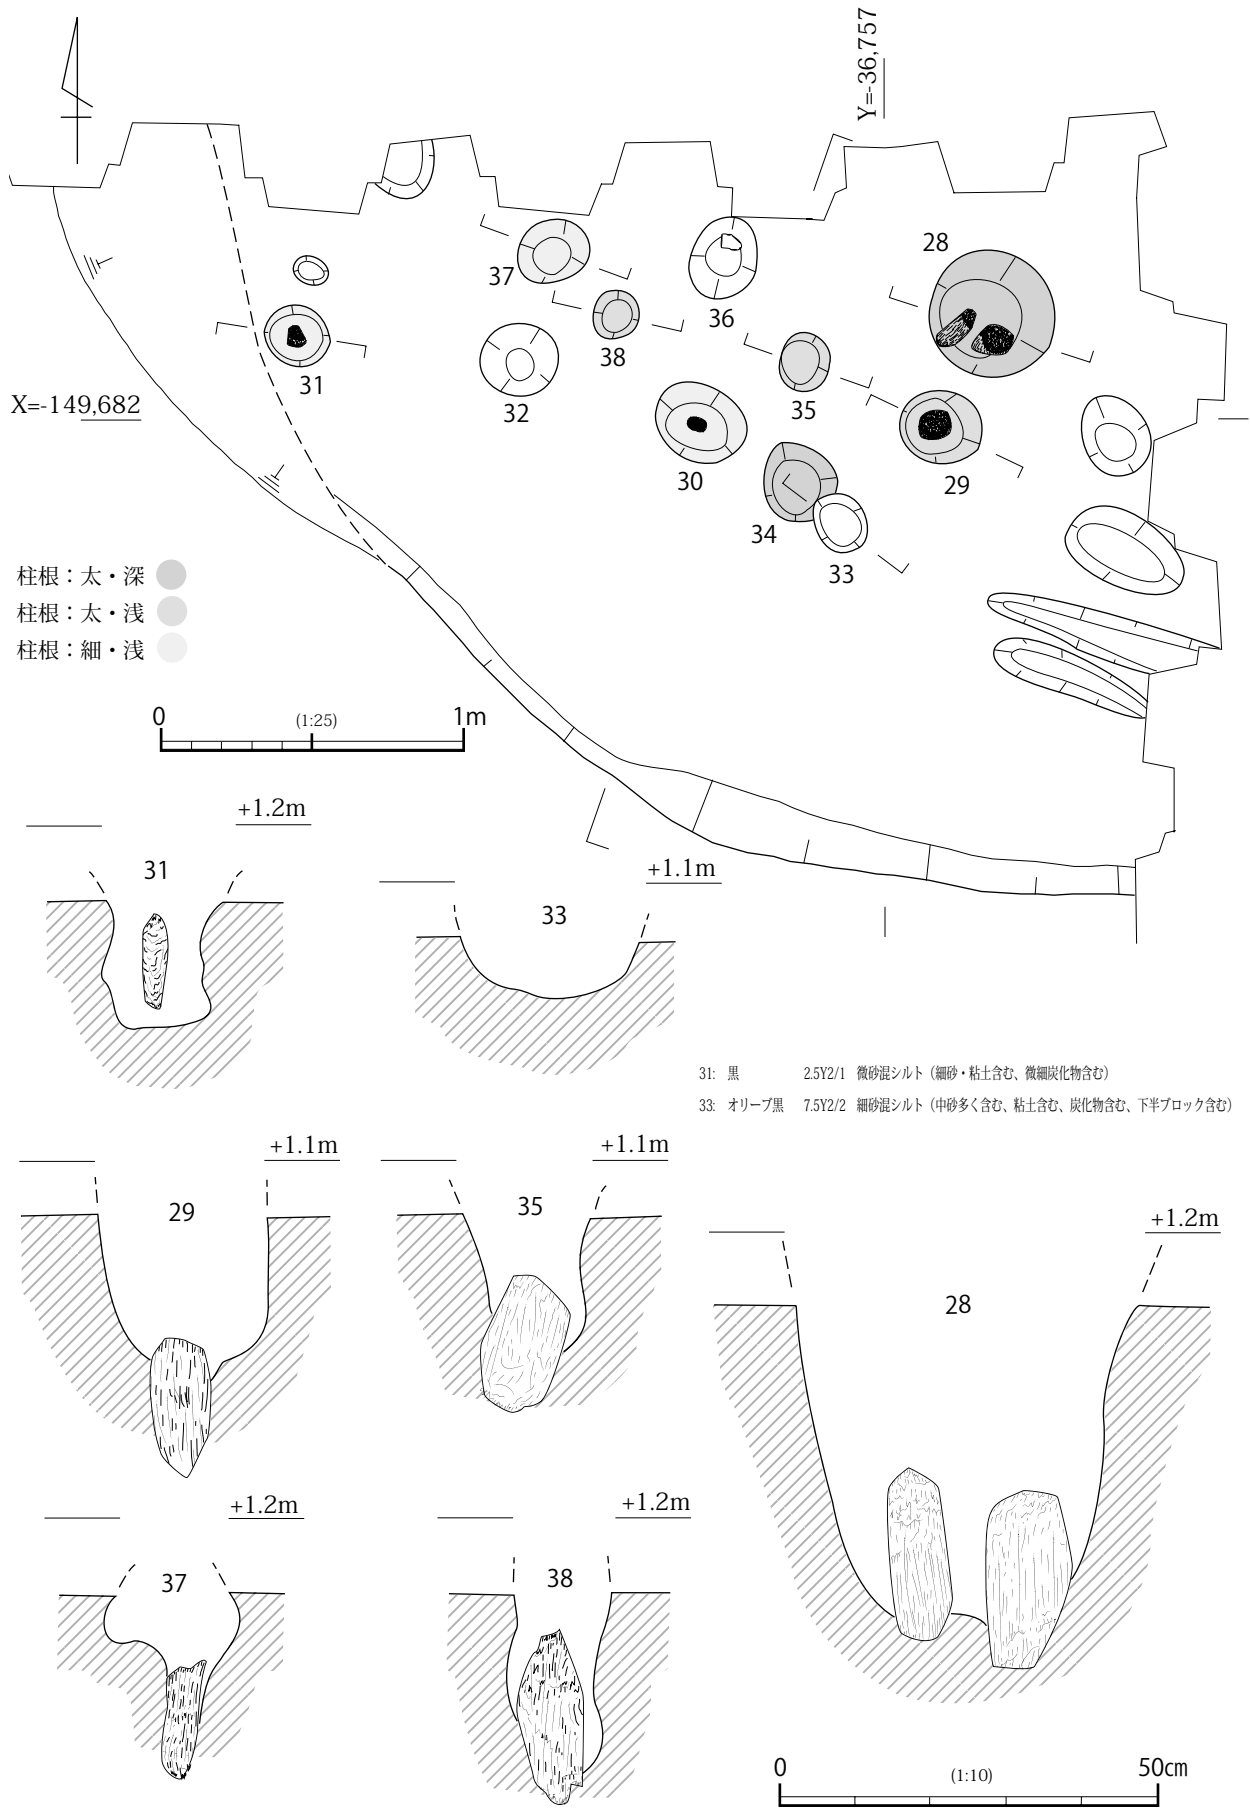 Y=-36,757
28
37
36
38
31
32
35
X=-149,682
30
29
34
33
柱根：太・深
柱根：太・浅
柱根：細・浅
0
(1:25)
1m
+1.2m
31
+1.1m
33
31: 黒 2.5Y2/1 微砂混シルト（細砂・粘土含む、微細炭化物含む）
33: オリーブ黒 7.5Y2/2 細砂混シルト（中砂多く含む、粘土含む、炭化物含む、下半ブロック含む）
+1.1m
29
+1.1m
35
+1.2m
28
+1.2m
37
+1.2m
38
0
(1:10)
50cm